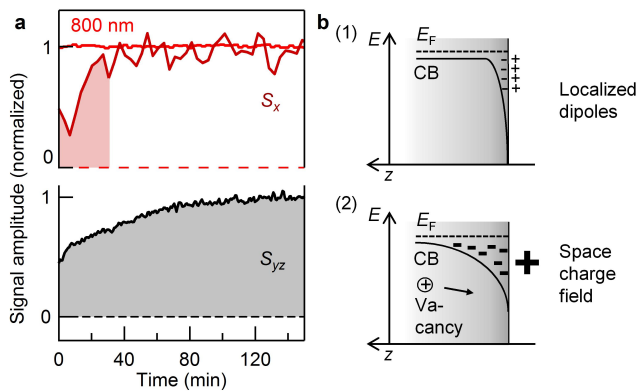 a
800 nm
Signal amplitude (normalized)
1
Sx
0
1
Syz
0
0
40
80
120
Time (min)
b
(1)
E
EF
CB
+
+
+
+
z
Localized
dipoles
(2)
E
EF
CB
+
Va-
cancy
+
z
Space
charge
field